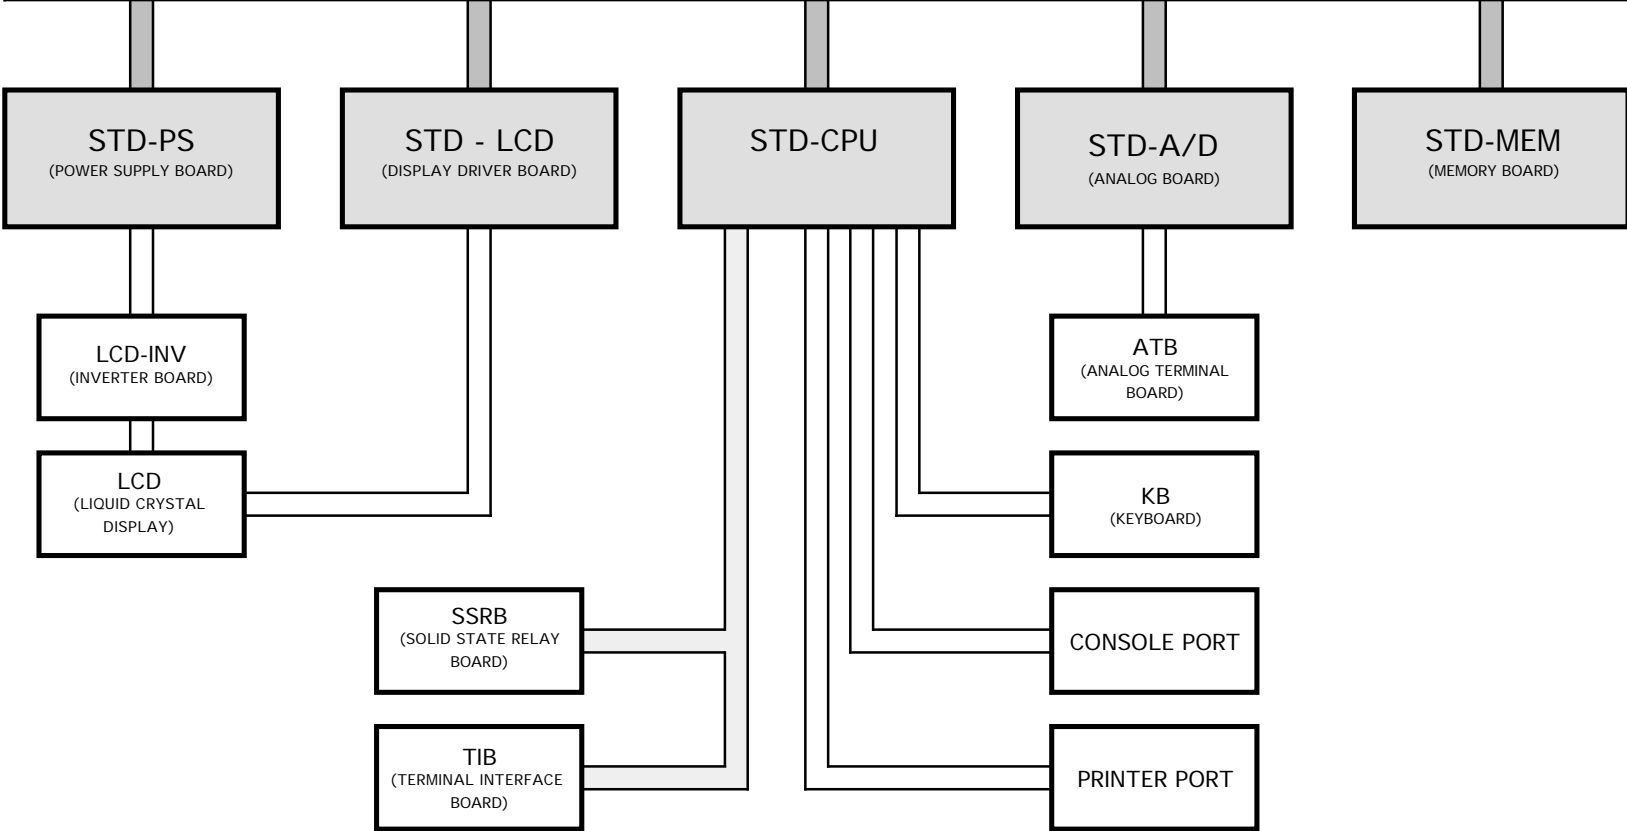 STD-PS
(POWER SUPPLY BOARD)
STD - LCD
(DISPLAY DRIVER BOARD)
STD-CPU
STD-A/D
(ANALOG BOARD)
STD-MEM
(MEMORY BOARD)
LCD-INV
(INVERTER BOARD)
ATB
(ANALOG TERMINAL
BOARD)
LCD
(LIQUID CRYSTAL
DISPLAY)
KB
(KEYBOARD)
SSRB
(SOLID STATE RELAY
BOARD)
CONSOLE PORT
TIB
(TERMINAL INTERFACE
BOARD)
PRINTER PORT